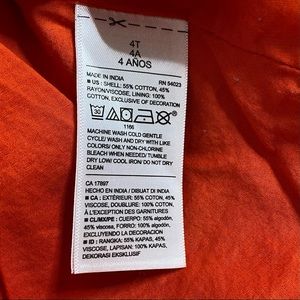 4T
4A
4 AÑOS
MADE IN INDIA RN 54023
■ US : SHELL: 55% COTTON, 45%
RAYON/VISCOSE, LINING: 100%
COTTON, EXCLUSIVE OF DECORATION
30
1166
MACHINE WASH COLD GENTLE
CYCLE/ WASH AND DRY WITH LIKE
COLORS/ ONLY NON-CHLORINE
BLEACH WHEN NEEDED/ TUMBLE
DRY LOW/ COOL IRON/ DO NOT DRY
CLEAN
CA 17897
HECHO EN INDIA / DIBUAT DI INDIA
■ CA : EXTÉRIEUR: 55% COTON, 45%
VISCOSE, DOUBLURE: 100% COTON,
À L'EXCEPTION DES GARNITURES
■ CL/MX/PE : CUERPO: 55% algodón,
45% viscosa, FORRO: 100% algodón,
■ ID : RANGKA: 55% KAPAS, 45%
VISCOSE, LAPISAN: 100% KAPAS,
DEKORASI EKSKLUSIF